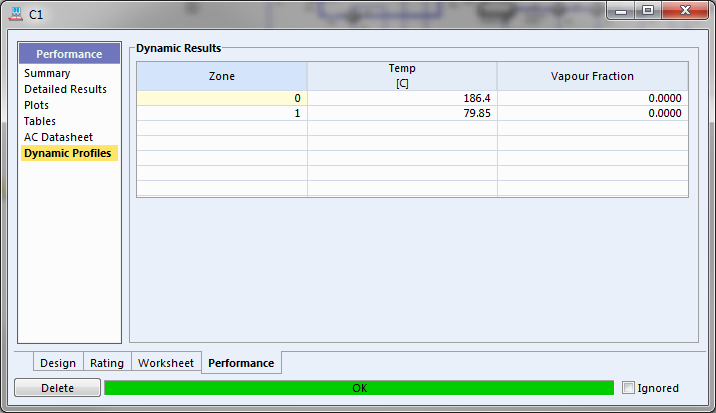 C1
Performance
Summary
Detailed Results
Plots
Tables
AC Datasheet
Dynamic Profiles
Dynamic Results
Zone Temp [C] Vapour Fraction
0 186.4 0.0000
1 79.85 0.0000
Design Rating Worksheet Performance
Delete OK Ignored